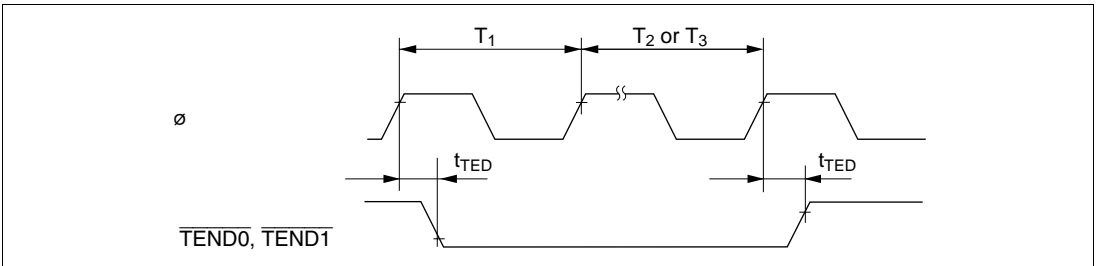 T₁
T₂ or T₃
ø
tTED
tTED
TEND0, TEND1